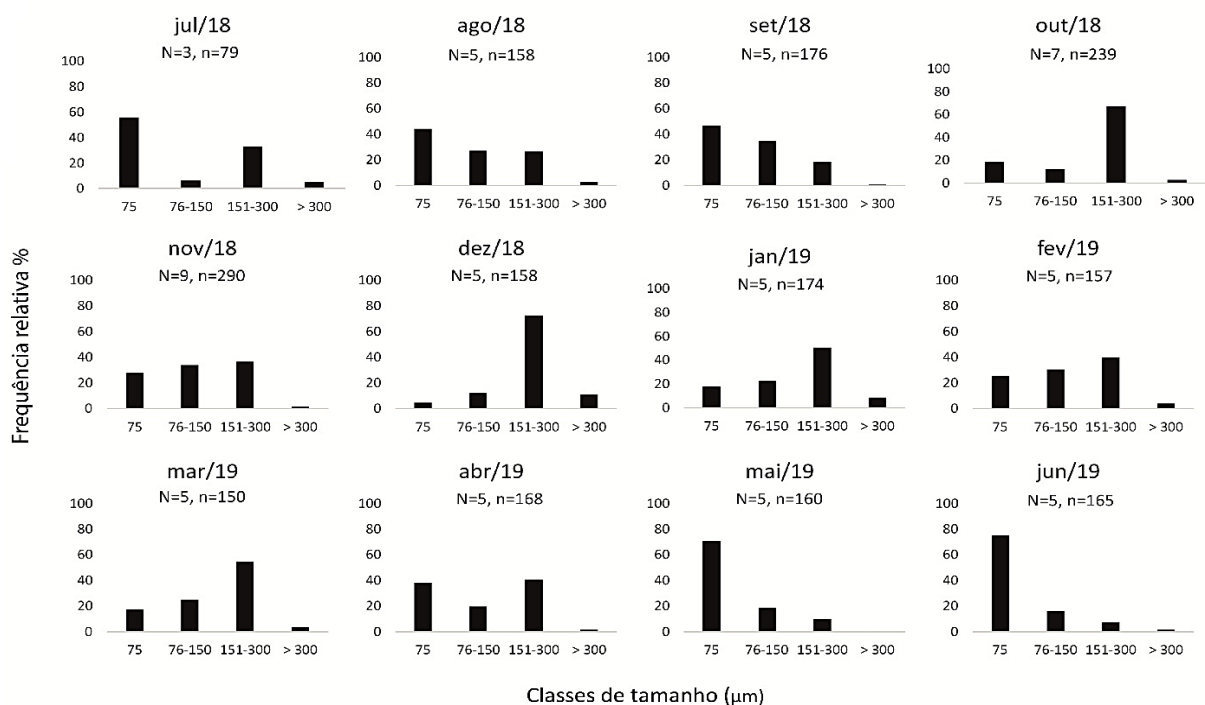 Frequência relativa %
jul/18
N=3, n=79
100
80
60
40
20
0
75 76-150 151-300 > 300
ago/18
N=5, n=158
100
80
60
40
20
0
75 76-150 151-300 > 300
set/18
N=5, n=176
100
80
60
40
20
0
75 76-150 151-300 > 300
out/18
N=7, n=239
100
80
60
40
20
0
75 76-150 151-300 > 300
nov/18
N=9, n=290
100
80
60
40
20
0
75 76-150 151-300 > 300
dez/18
N=5, n=158
100
80
60
40
20
0
75 76-150 151-300 > 300
jan/19
N=5, n=174
100
80
60
40
20
0
75 76-150 151-300 > 300
fev/19
N=5, n=157
100
80
60
40
20
0
75 76-150 151-300 > 300
mar/19
N=5, n=150
100
80
60
40
20
0
75 76-150 151-300 > 300
abr/19
N=5, n=168
100
80
60
40
20
0
75 76-150 151-300 > 300
mai/19
N=5, n=160
100
80
60
40
20
0
75 76-150 151-300 > 300
jun/19
N=5, n=165
100
80
60
40
20
0
75 76-150 151-300 > 300
Classes de tamanho (µm)